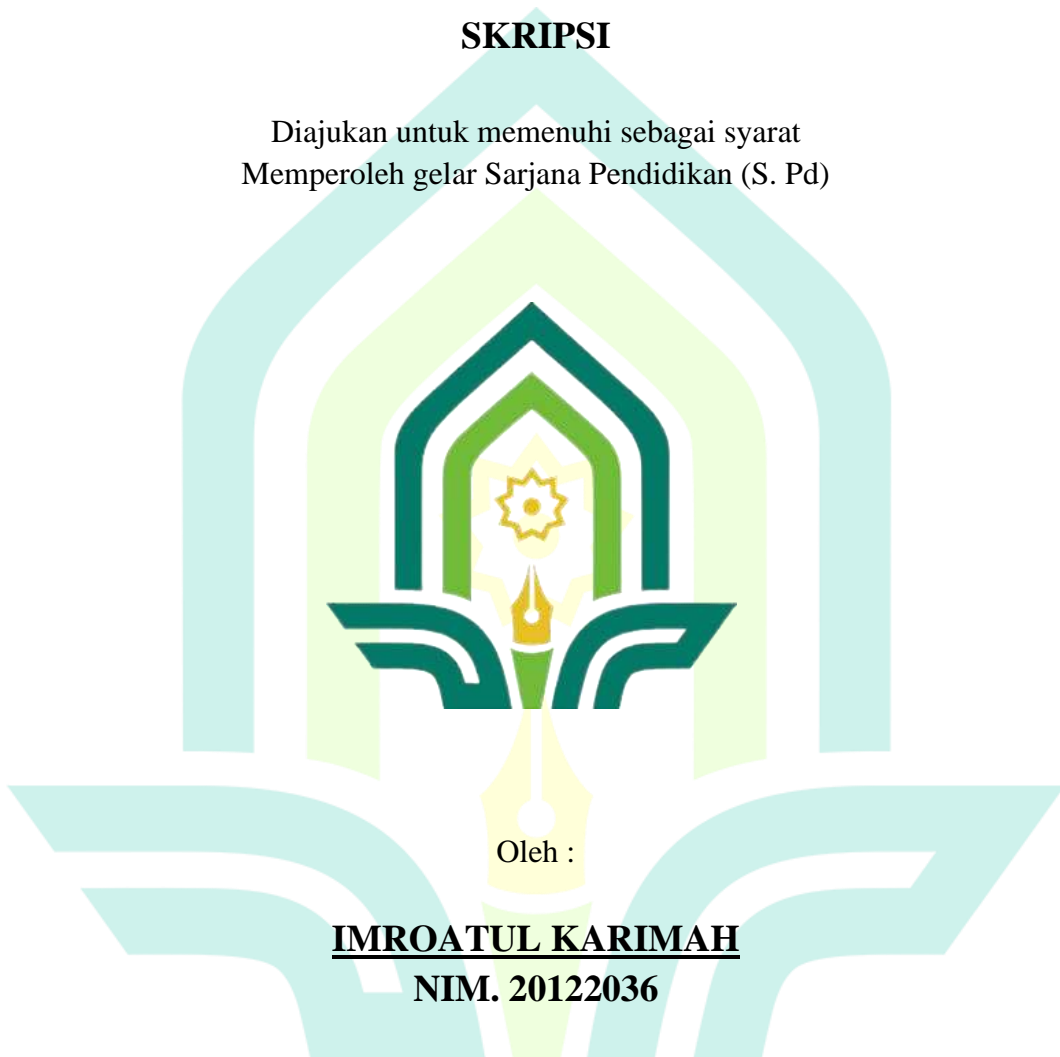 SKRIPSI
Diajukan untuk memenuhi sebagai syarat
Memperoleh gelar Sarjana Pendidikan (S. Pd)
Oleh :
IMROATUL KARIMAH
NIM. 20122036